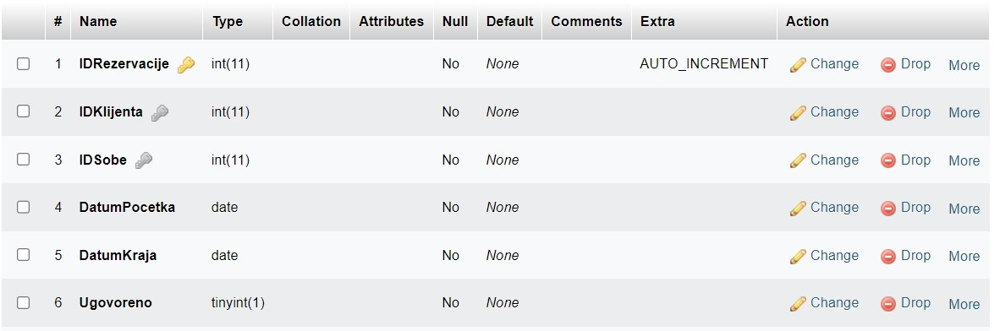 # Name Type Collation Attributes Null Default Comments Extra Action
1 IDRezervacije int(11) No None AUTO_INCREMENT Change Drop More
2 IDKlijenta int(11) No None Change Drop More
3 IDSobe int(11) No None Change Drop More
4 DatumPocetka date No None Change Drop More
5 DatumKraja date No None Change Drop More
6 Ugovoreno tinyint(1) No None Change Drop More